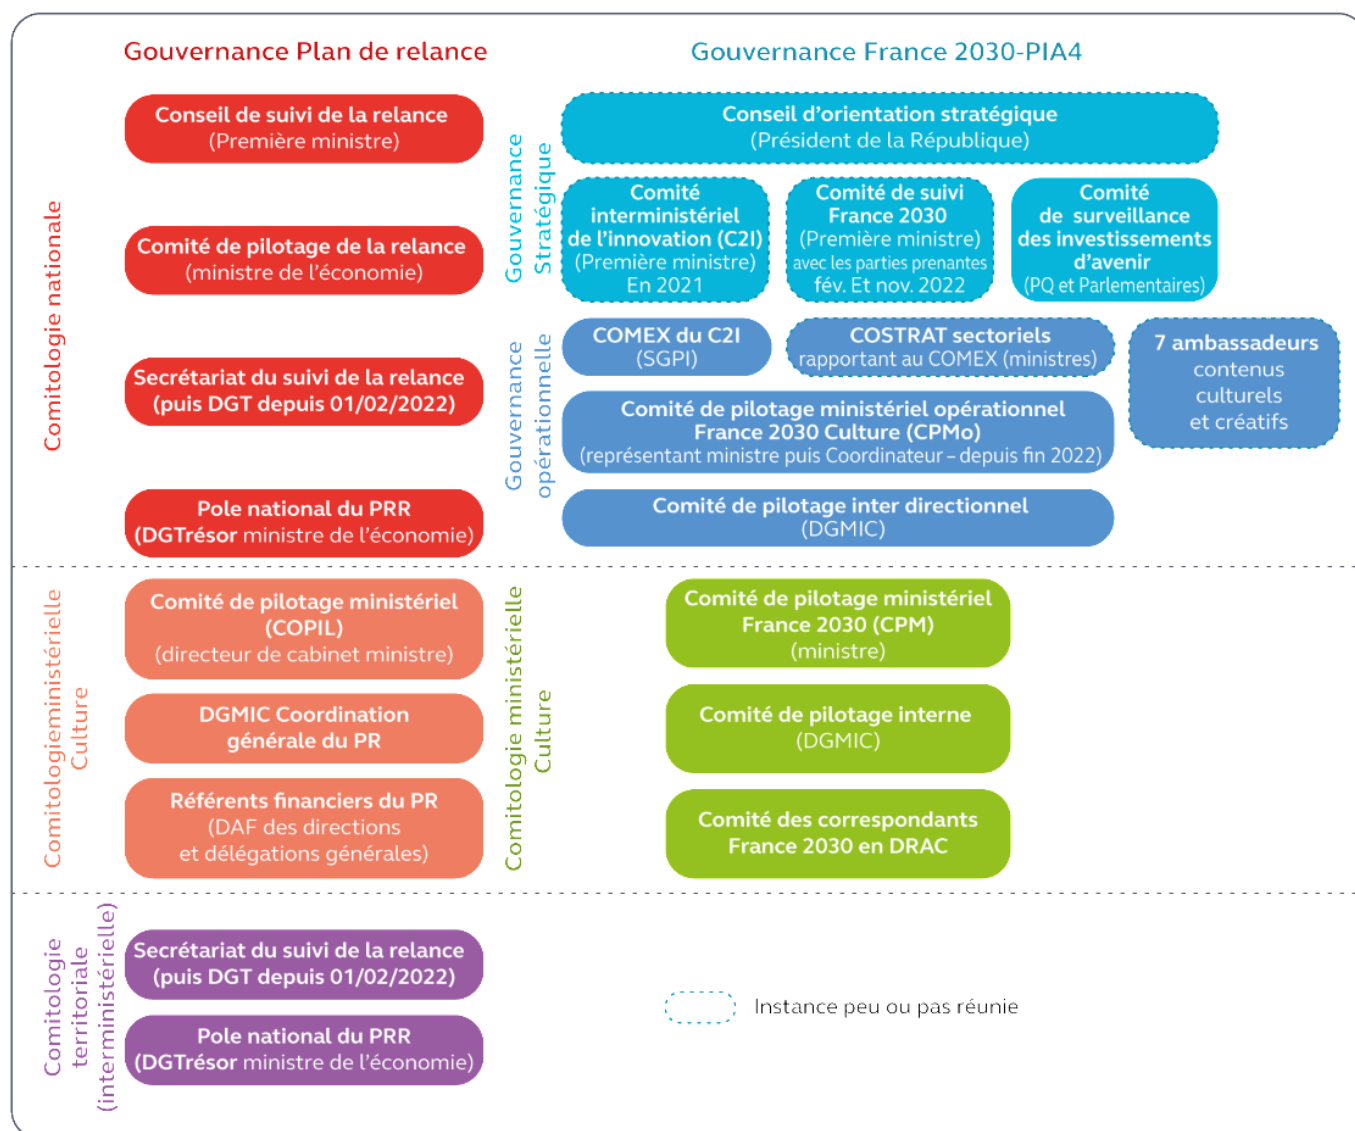 Gouvernance Plan de relance
Gouvernance France 2030-PIA4
Comitologie nationale
Conseil de suivi de la relance
(Première ministre)
Comité de pilotage de la relance
(ministre de l’économie)
Secrétariat du suivi de la relance
(puis DGT depuis 01/02/2022)
Pole national du PRR
(DGTrésor ministre de l’économie)
Gouvernance
Stratégique
Conseil d’orientation stratégique
(Président de la République)
Comité
interministériel
de l’innovation (C2I)
(Première ministre)
En 2021
Comité de suivi
France 2030
(Première ministre)
avec les parties prenantes
fév. Et nov. 2022
Comité
de surveillance
des investissements
d’avenir
(PQ et Parlementaires)
Gouvernance
opérationnelle
COMEX du C2I
(SGPI)
COSTRAT sectoriels
rapportant au COMEX (ministres)
7 ambassadeurs
contenus
culturels
et créatifs
Comité de pilotage ministériel opérationnel
France 2030 Culture (CPMo)
(représentant ministre puis Coordinateur – depuis fin 2022)
Comité de pilotage inter directionnel
(DGMIC)
Comitologieministérielle
Culture
Comité de pilotage ministériel
(COPIL)
(directeur de cabinet ministre)
DGMIC Coordination
générale du PR
Référents financiers du PR
(DAF des directions
et délégations générales)
Comitologie ministérielle
Culture
Comité de pilotage ministériel
France 2030 (CPM)
(ministre)
Comité de pilotage interne
(DGMIC)
Comité des correspondants
France 2030 en DRAC
Comitologie
territoriale
(interministérielle)
Secrétariat du suivi de la relance
(puis DGT depuis 01/02/2022)
Pole national du PRR
(DGTrésor ministre de l’économie)
Instance peu ou pas réunie